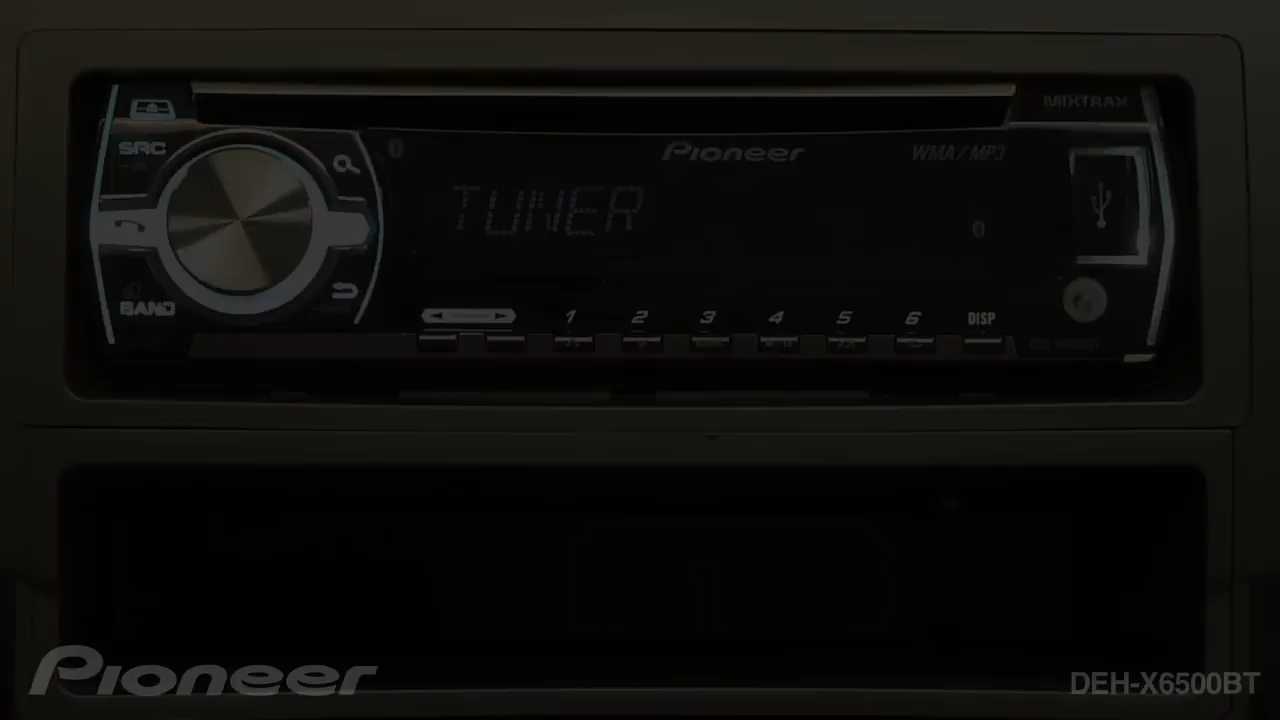 MIXTRAX
SRC
Pioneer
WMA/MP3
TUNER
BAND
1 2 3 4 5 6 DISP
Pioneer
DEH-X6500BT